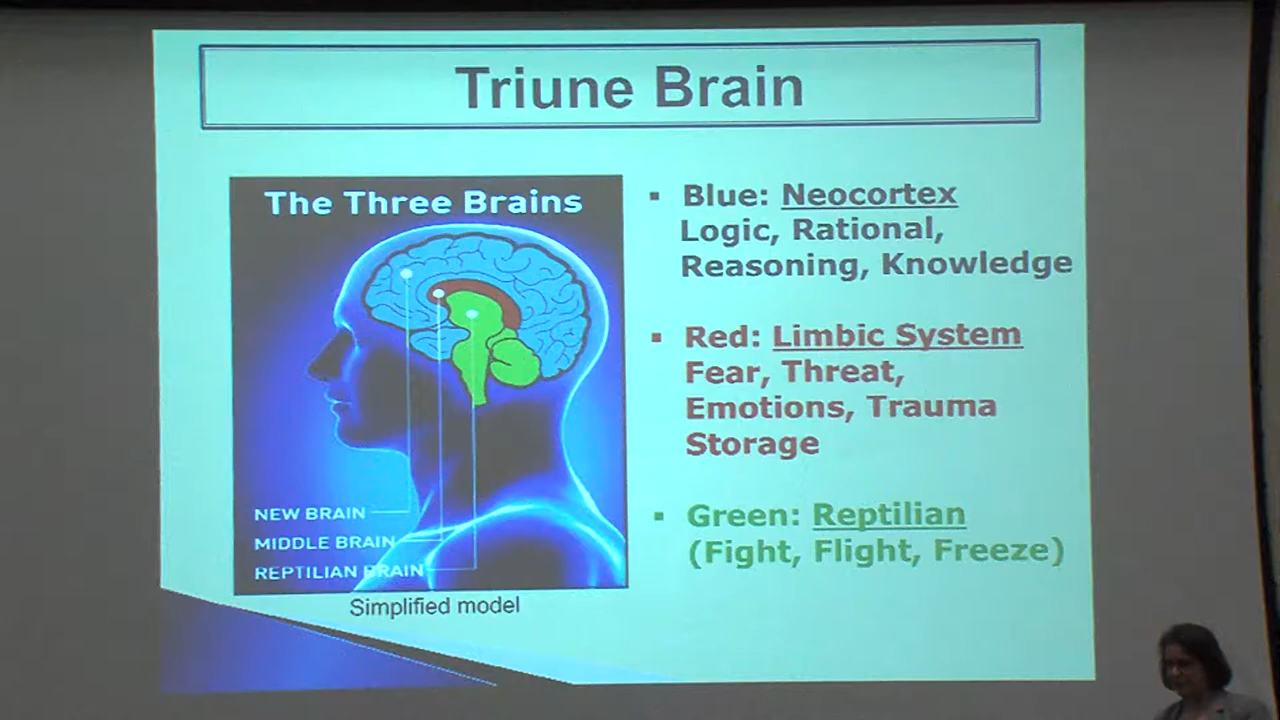 Triune Brain
The Three Brains
NEW BRAIN
MIDDLE BRAIN
REPTILIAN BRAIN
Simplified model
▪ Blue: Neocortex
Logic, Rational,
Reasoning, Knowledge
▪ Red: Limbic System
Fear, Threat,
Emotions, Trauma
Storage
▪ Green: Reptilian
(Fight, Flight, Freeze)